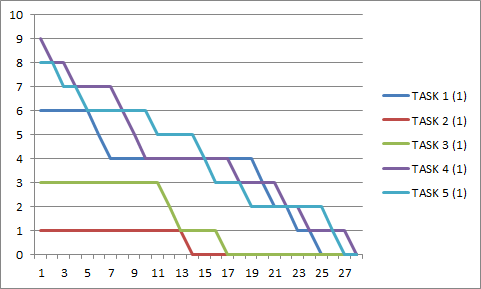 10
9
8
7
6
5
4
3
2
1
0
1 3 5 7 9 11 13 15 17 19 21 23 25 27
TASK 1 (1)
TASK 2 (1)
TASK 3 (1)
TASK 4 (1)
TASK 5 (1)